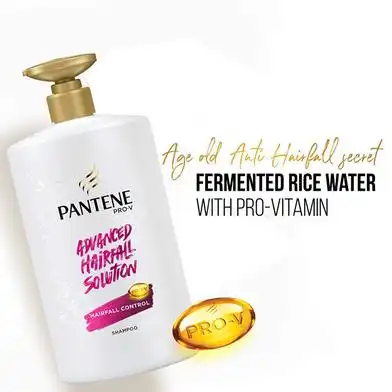 Age old Anti Hairfall secret
FERMENTED RICE WATER
WITH PRO-VITAMIN
PANTENE
PRO-V
ADVANCED
HAIRFALL
SOLUTION
HAIRFALL CONTROL
SHAMPOO
PRO-V